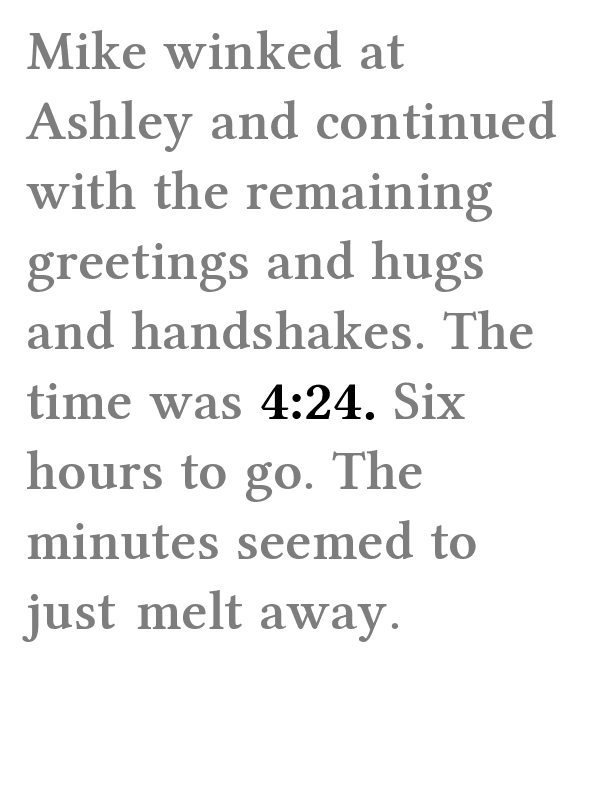 Mike winked at
Ashley and continued
with the remaining
greetings and hugs
and handshakes. The
time was 4:24. Six
hours to go. The
minutes seemed to
just melt away.